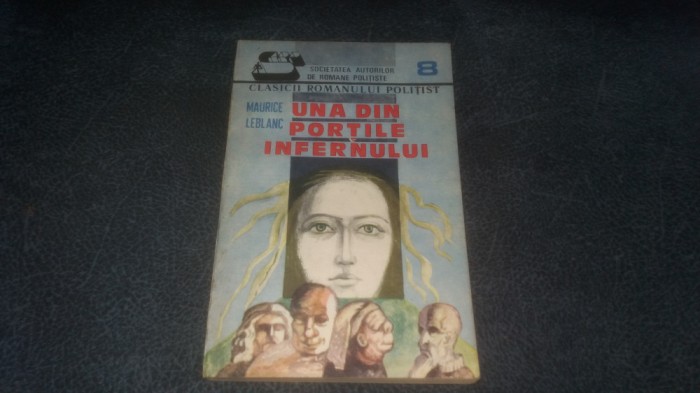 SOCIETATEA AUTORILOR
DE ROMANE POLIȚISTE
8
CLASICII ROMANULUI POLIȚIST
MAURICE
LEBLANC
UNA DIN
PORȚILE
INFERNULUI